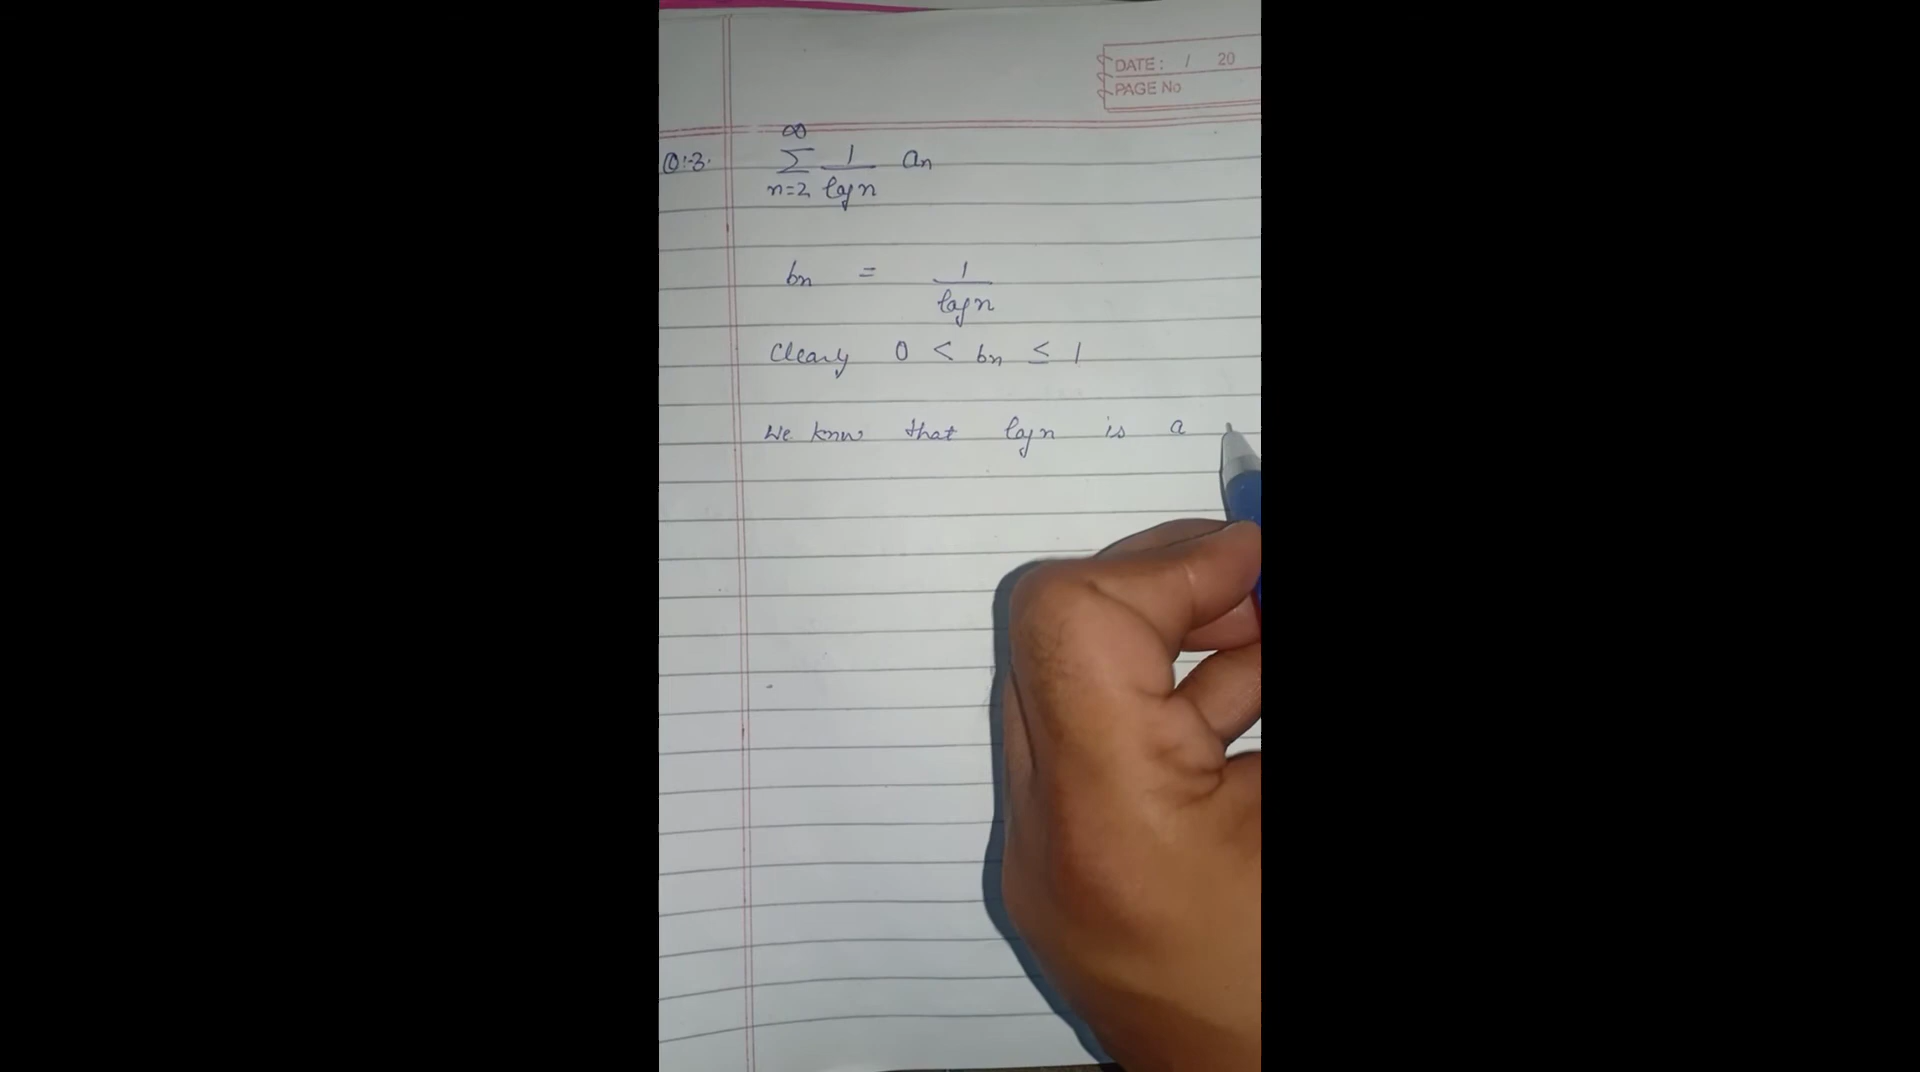 DATE: / 20
PAGE No
Q:-3. ∞ ∑ n=2 1/log n an
bn = 1/log n
Clearly 0 < bn ≤ 1
We know that log n is a